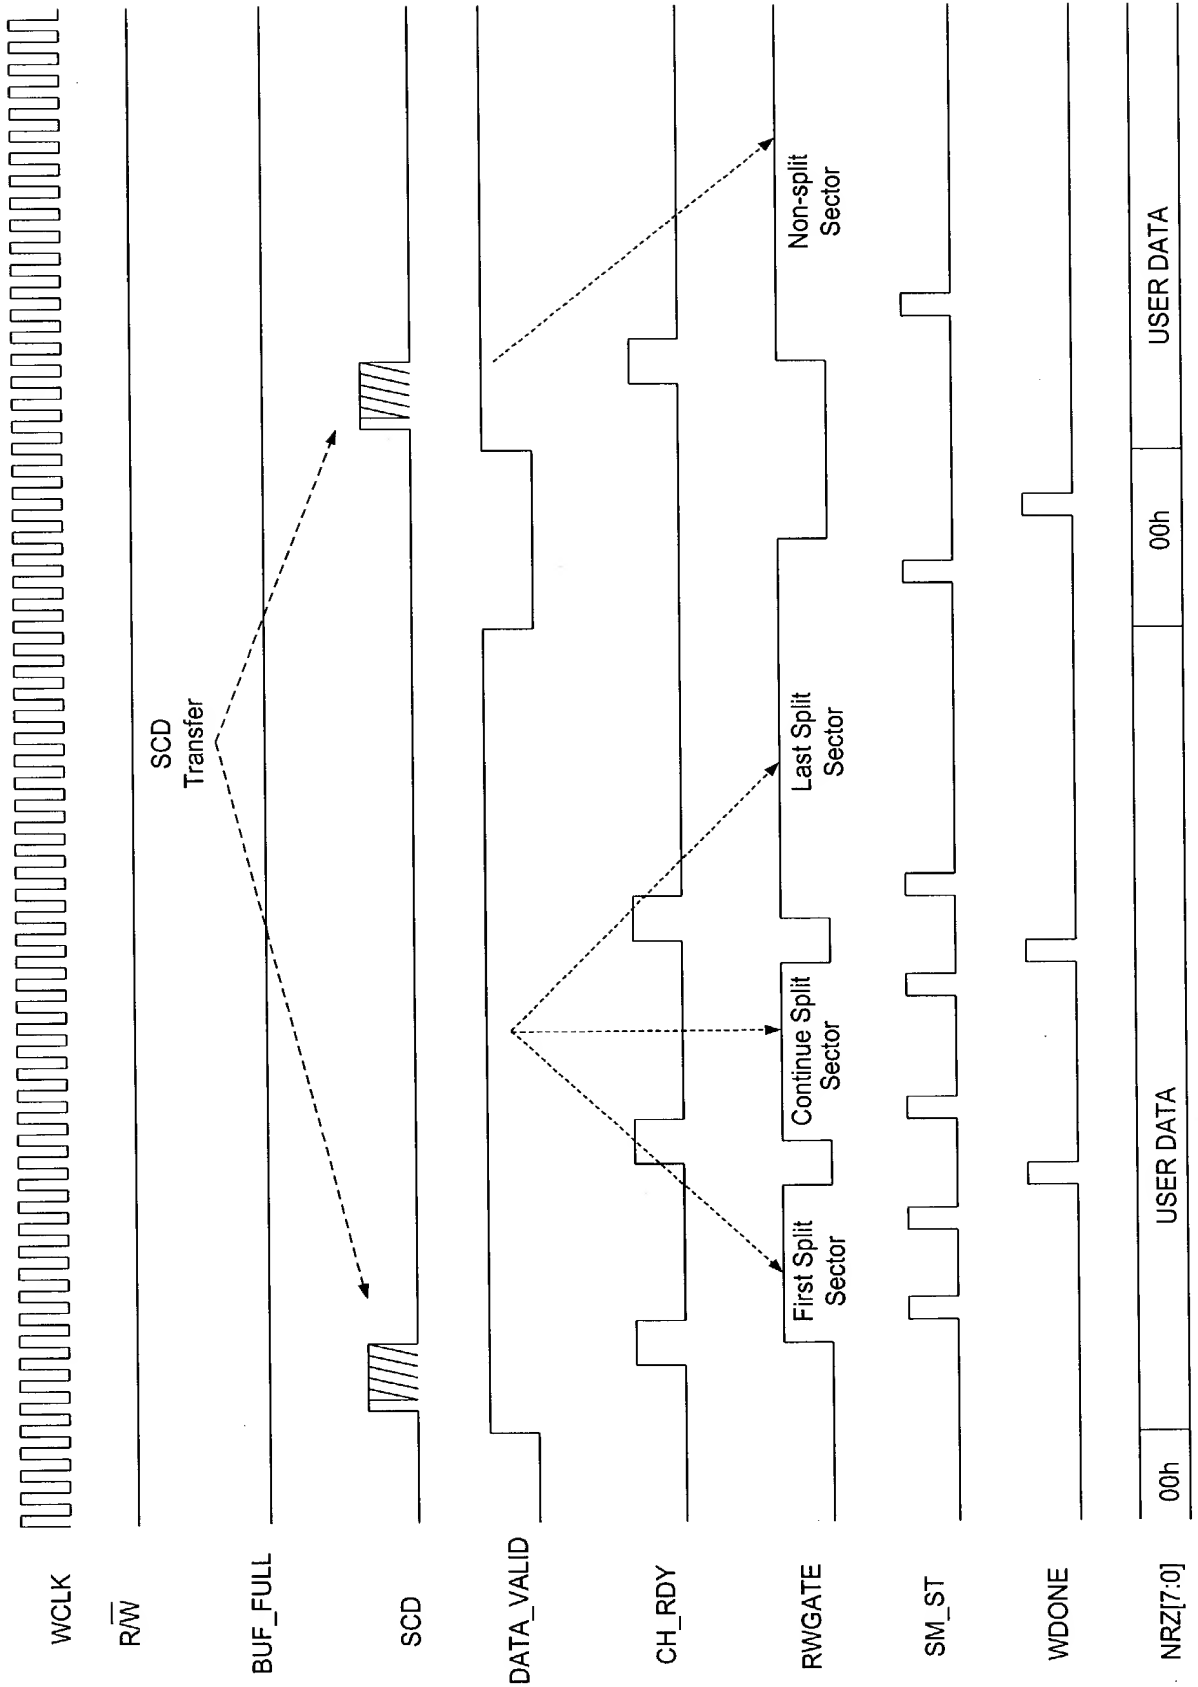 WCLK
R/W̅
BUF_FULL
SCD
Transfer
SCD
DATA_VALID
CH_RDY
RWGATE
First Split
Sector
Continue Split
Sector
Last Split
Sector
Non-split
Sector
SM_ST
WDONE
NRZ[7:0]
00h
USER DATA
00h
USER DATA